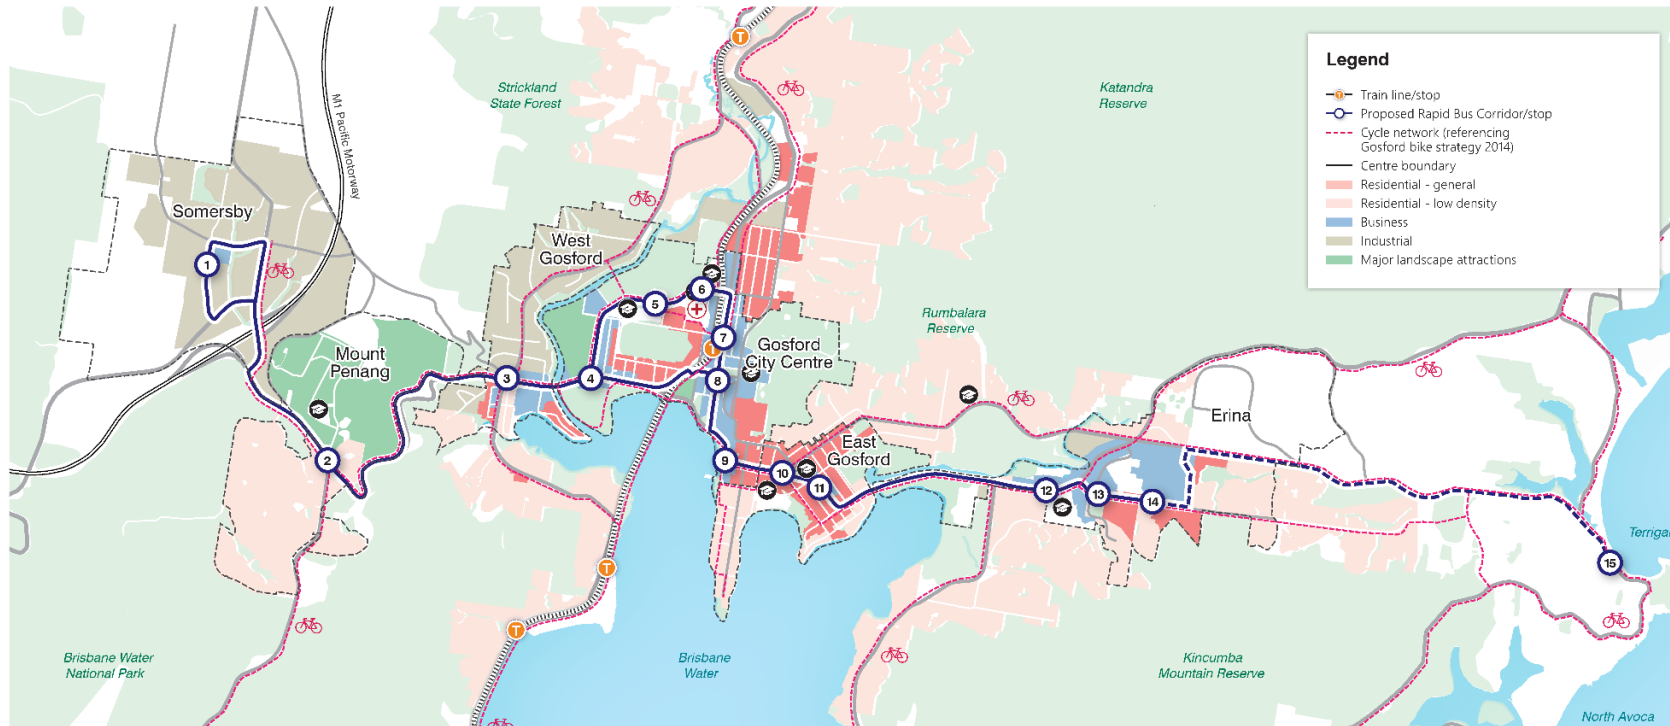 Legend
Train line/stop
Proposed Rapid Bus Corridor/stop
Cycle network (referencing
Gosford bike strategy 2014)
Centre boundary
Residential - general
Residential - low density
Business
Industrial
Major landscape attractions
T
Strickland
State Forest
Katandra
Reserve
M1 Pacific Motorway
Somersby
1
West
Gosford
5
6
7
T
Rumbalara
Reserve
Mount
Penang
Gosford
City Centre
3
4
8
Erina
East
Gosford
2
9
10
11
12
13
14
Terrigal
15
T
T
Brisbane Water
National Park
Brisbane
Water
Kincumba
Mountain Reserve
North Avoca